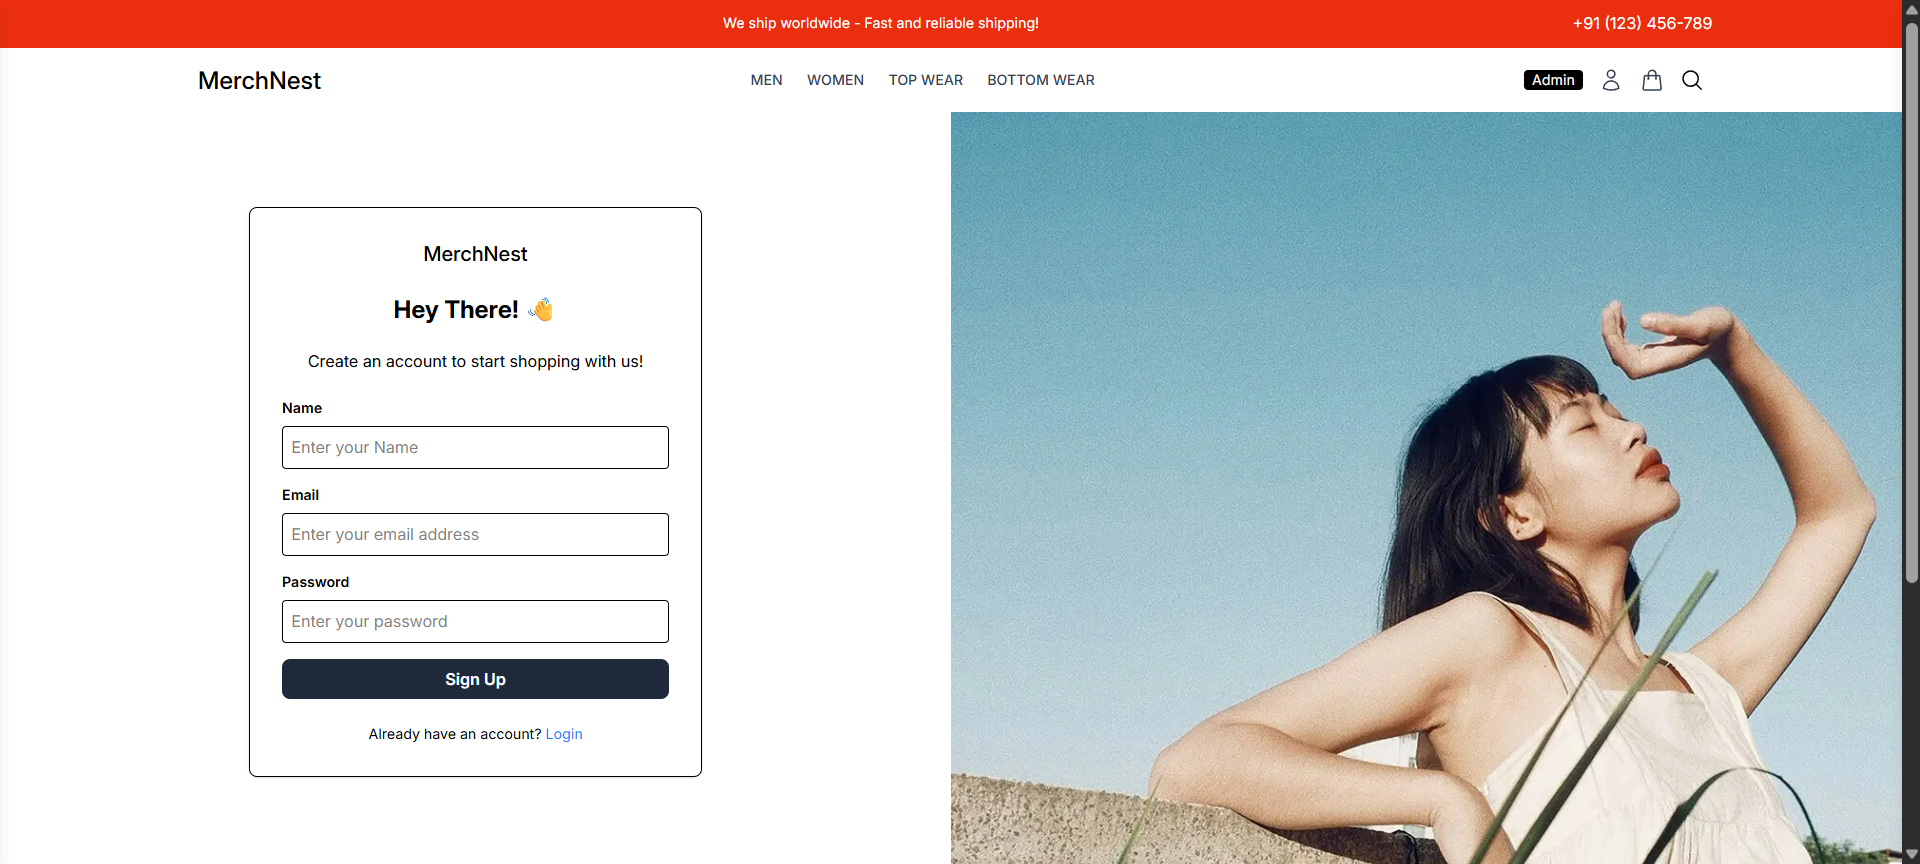 We ship worldwide - Fast and reliable shipping!
+91 (123) 456-789
MerchNest
MEN WOMEN TOP WEAR BOTTOM WEAR
Admin
MerchNest
Hey There! 👋
Create an account to start shopping with us!
Name
Enter your Name
Email
Enter your email address
Password
Enter your password
Sign Up
Already have an account? Login